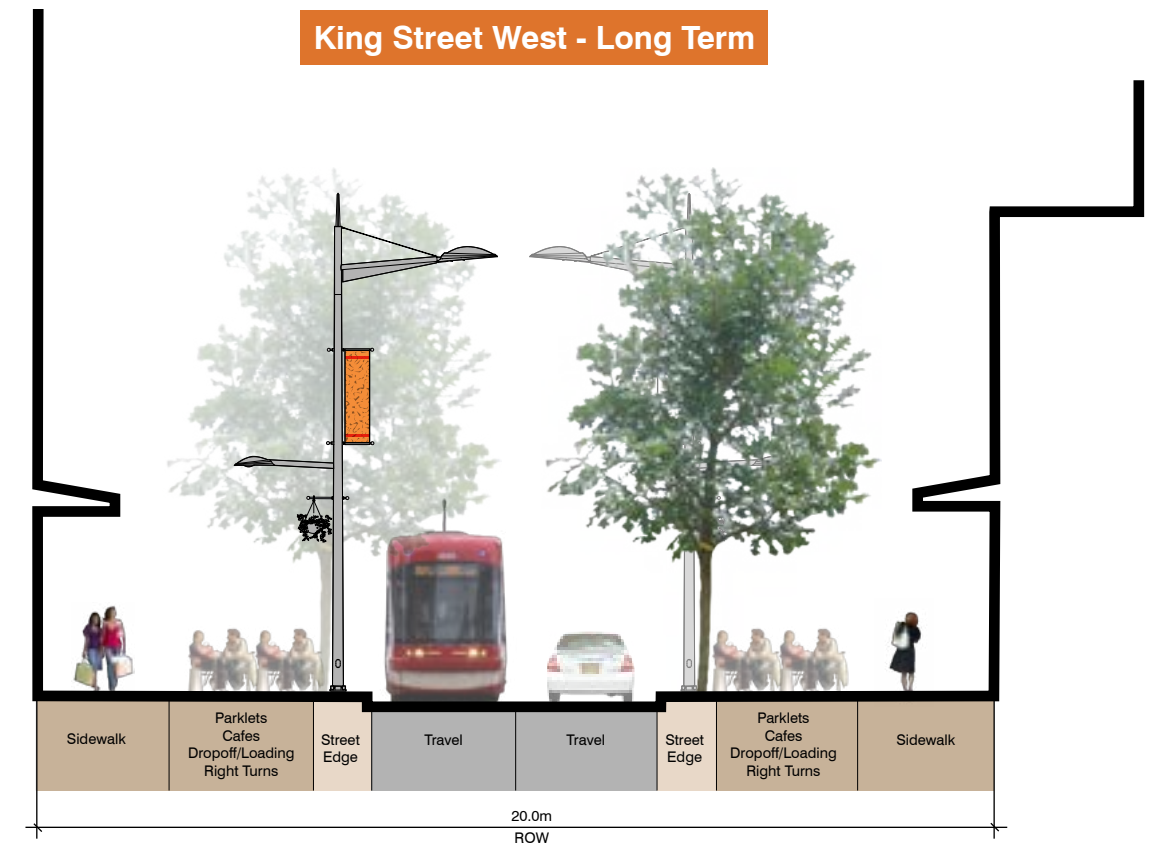 King Street West - Long Term
Sidewalk
Parklets
Cafes
Dropoff/Loading
Right Turns
Street
Edge
Travel
Travel
Street
Edge
Parklets
Cafes
Dropoff/Loading
Right Turns
Sidewalk
20.0m
ROW